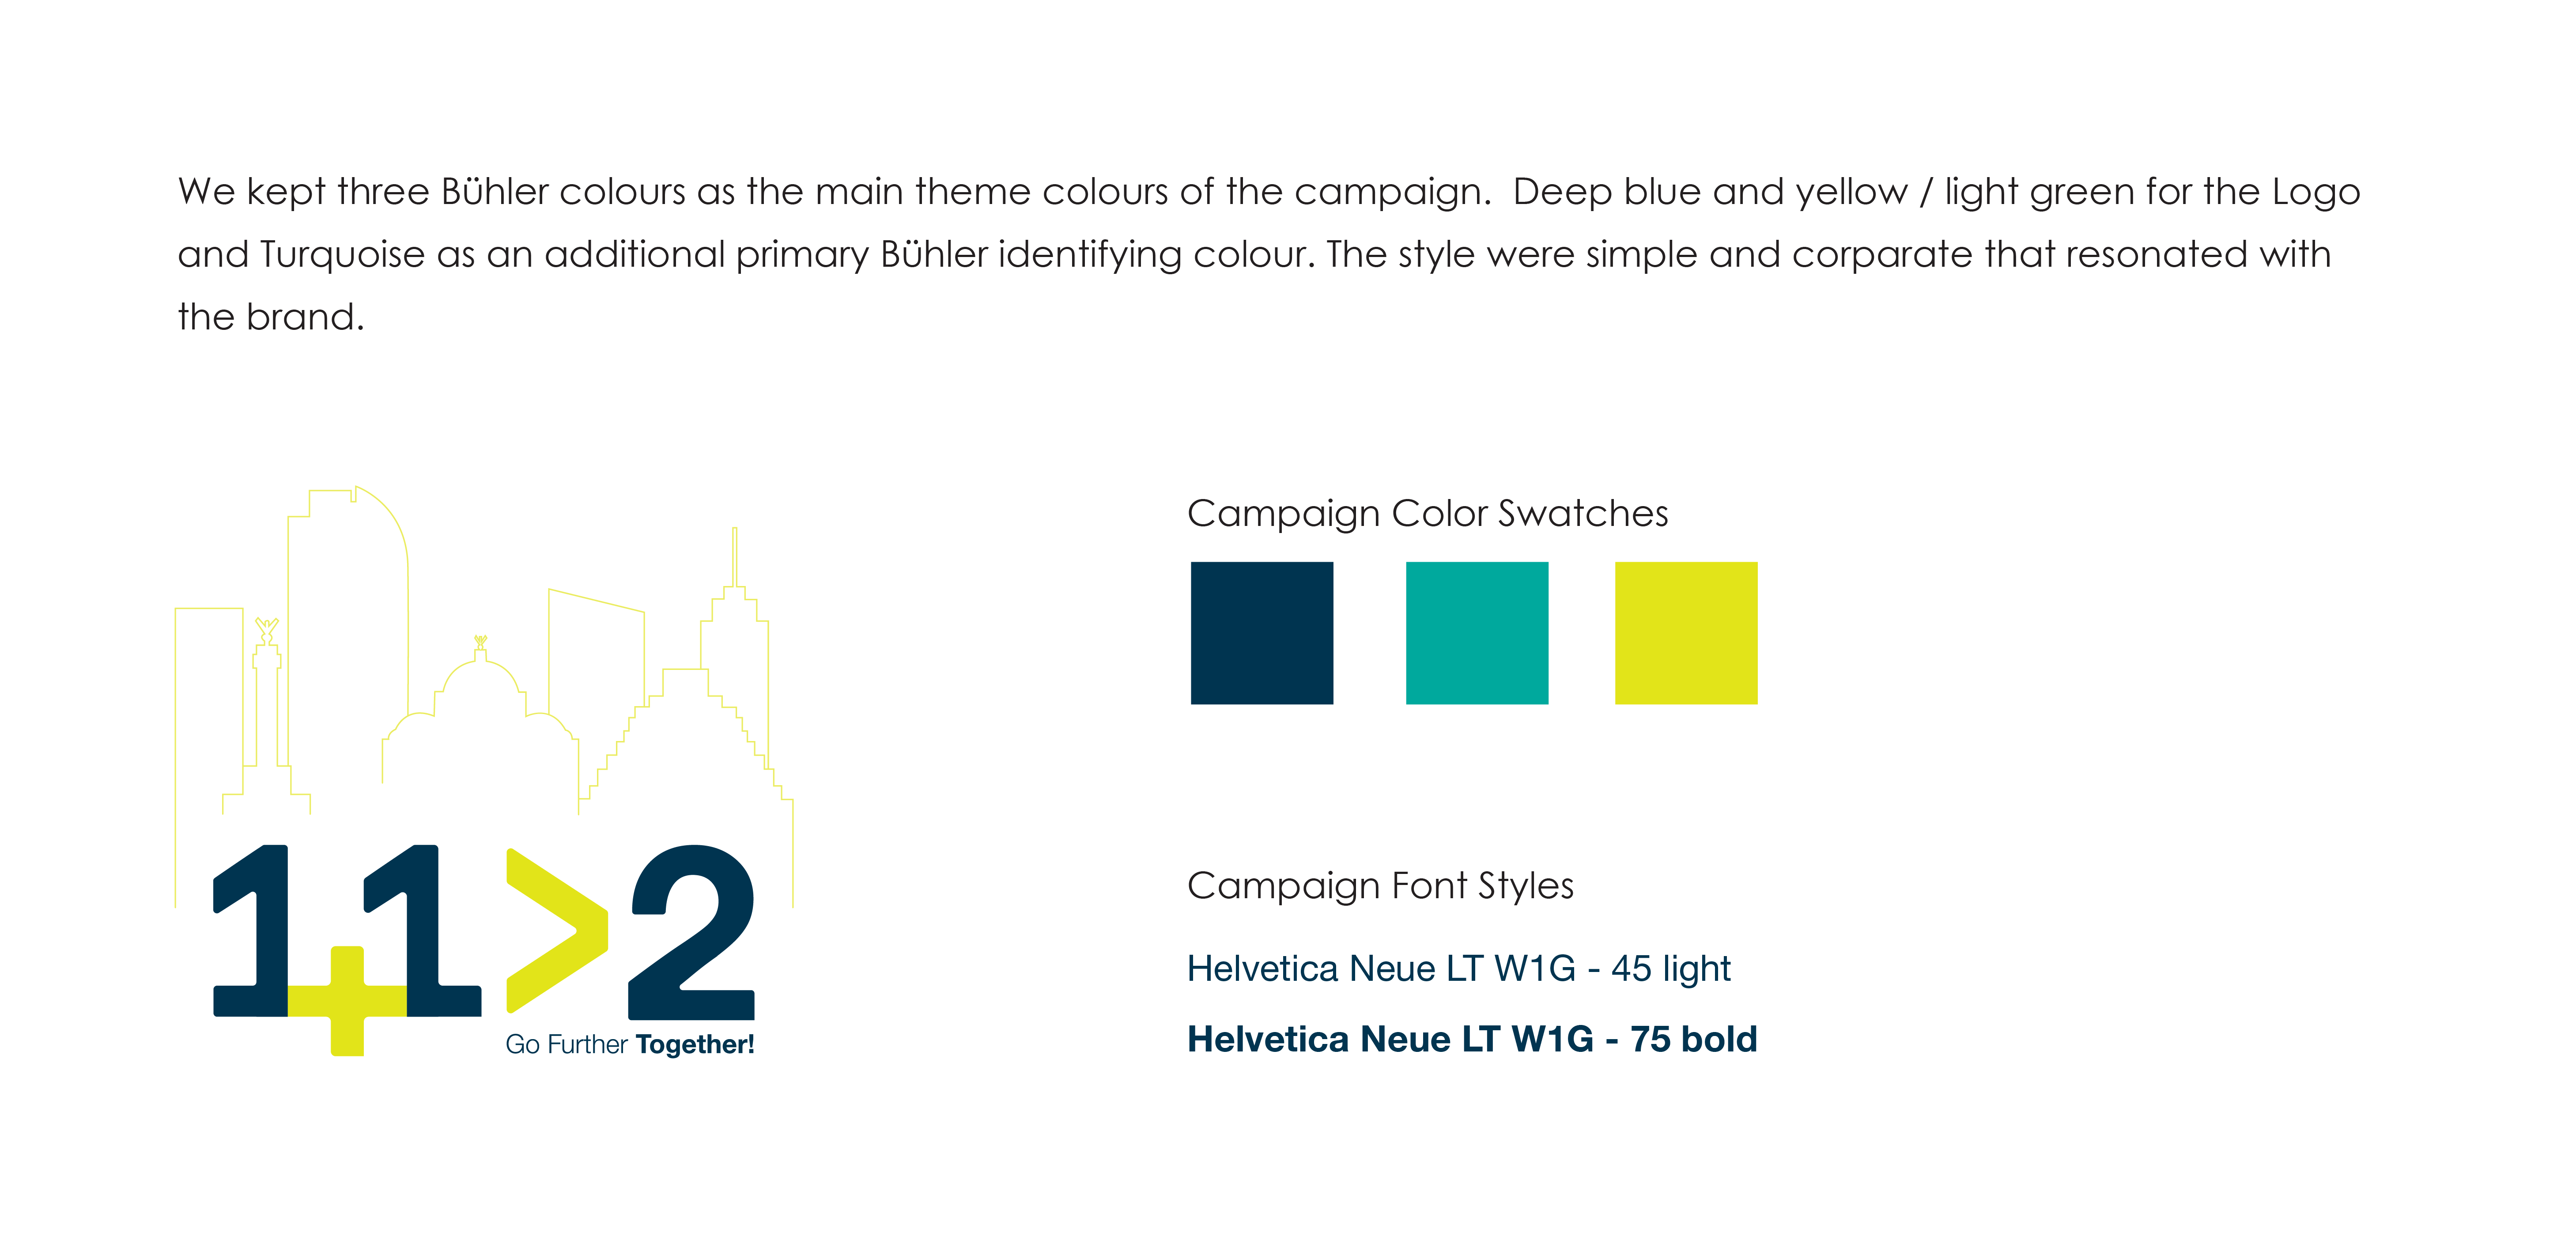 We kept three Bühler colours as the main theme colours of the campaign.  Deep blue and yellow / light green for the Logo
and Turquoise as an additional primary Bühler identifying colour. The style were simple and corparate that resonated with
the brand.
1+1>2
Go Further Together!
Campaign Color Swatches
Campaign Font Styles
Helvetica Neue LT W1G - 45 light
Helvetica Neue LT W1G - 75 bold